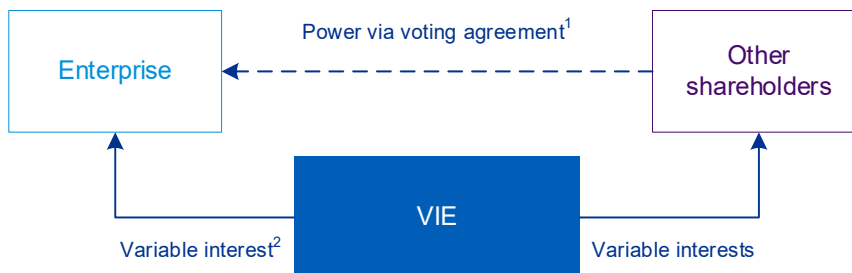 Power via voting agreement¹
Enterprise
Other
shareholders
VIE
Variable interest²
Variable interests